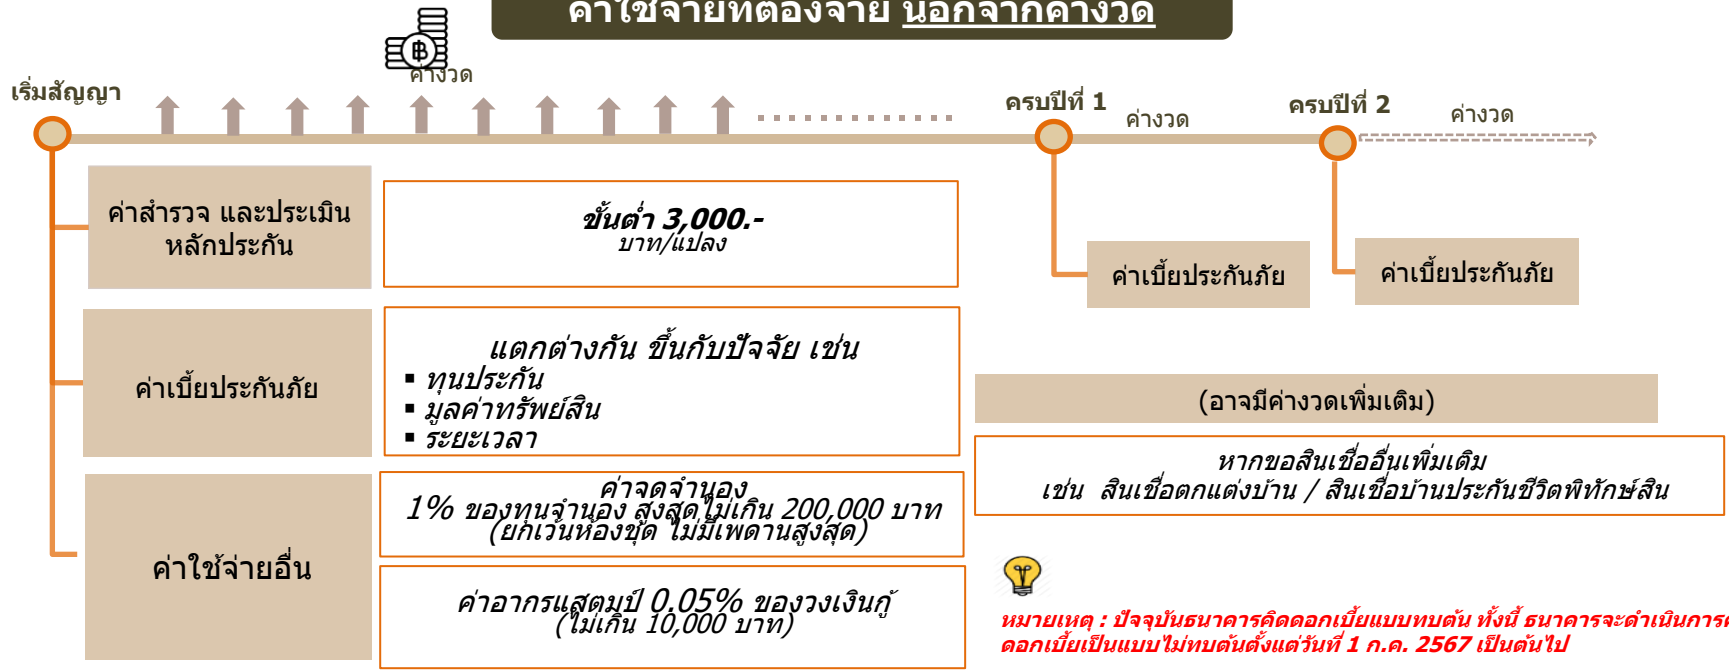 ค่าใช้จ่ายที่ต้องจ่าย นอกจากค่างวด
ค่างวด
เริ่มสัญญา
ครบปีที่ 1
ค่างวด
ครบปีที่ 2
ค่างวด
ค่าสำรวจ และประเมิน
หลักประกัน
ขั้นต่ำ 3,000.-
บาท/แปลง
ค่าเบี้ยประกันภัย
ค่าเบี้ยประกันภัย
ค่าเบี้ยประกันภัย
แตกต่างกัน ขึ้นกับปัจจัย เช่น
▪ ทุนประกัน
▪ มูลค่าทรัพย์สิน
▪ ระยะเวลา
(อาจมีค่างวดเพิ่มเติม)
หากขอสินเชื่ออื่นเพิ่มเติม
เช่น สินเชื่อตกแต่งบ้าน / สินเชื่อบ้านประกันชีวิตพิทักษ์สิน
ค่าใช้จ่ายอื่น
ค่าจดจำนอง
1% ของทุนจำนอง สูงสุดไม่เกิน 200,000 บาท
(ยกเว้นห้องชุด ไม่มีเพดานสูงสุด)
ค่าอากรแสตมป์ 0.05% ของวงเงินกู้
(ไม่เกิน 10,000 บาท)
หมายเหตุ : ปัจจุบันธนาคารคิดดอกเบี้ยแบบทบต้น ทั้งนี้ ธนาคารจะดำเนินการ
ดอกเบี้ยเป็นแบบไม่ทบต้นตั้งแต่วันที่ 1 ก.ค. 2567 เป็นต้นไป